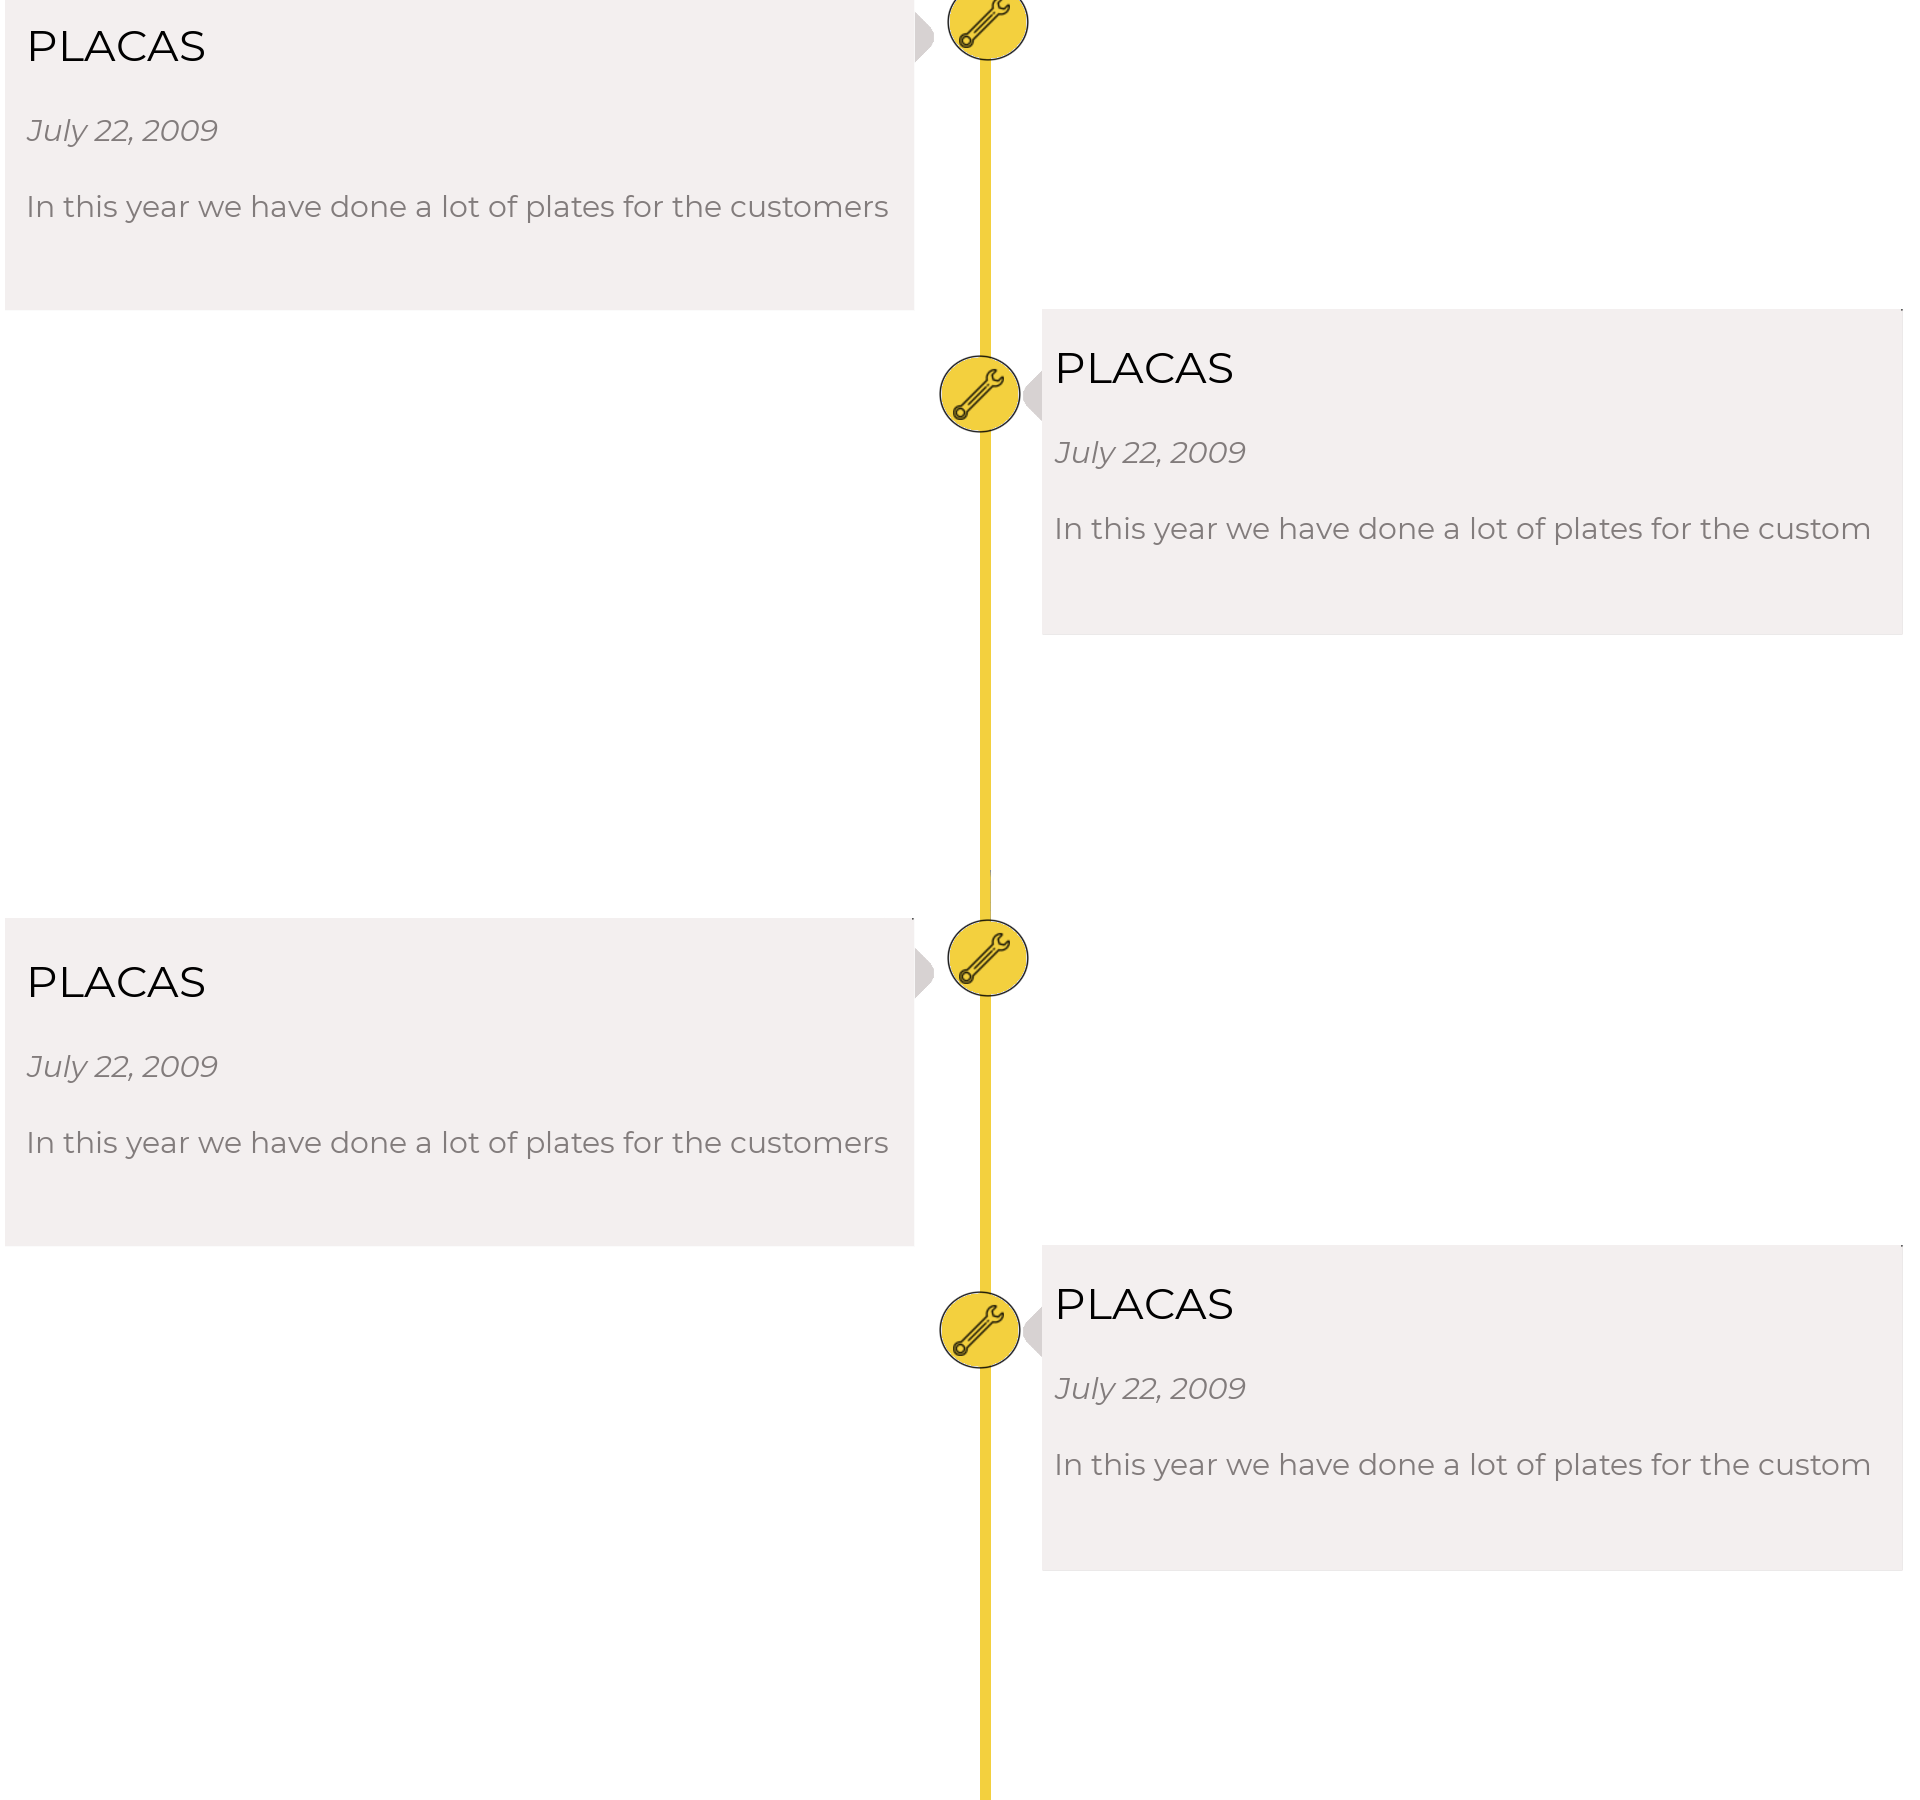 PLACAS
July 22, 2009
In this year we have done a lot of plates for the customers
PLACAS
July 22, 2009
In this year we have done a lot of plates for the custom
PLACAS
July 22, 2009
In this year we have done a lot of plates for the customers
PLACAS
July 22, 2009
In this year we have done a lot of plates for the custom